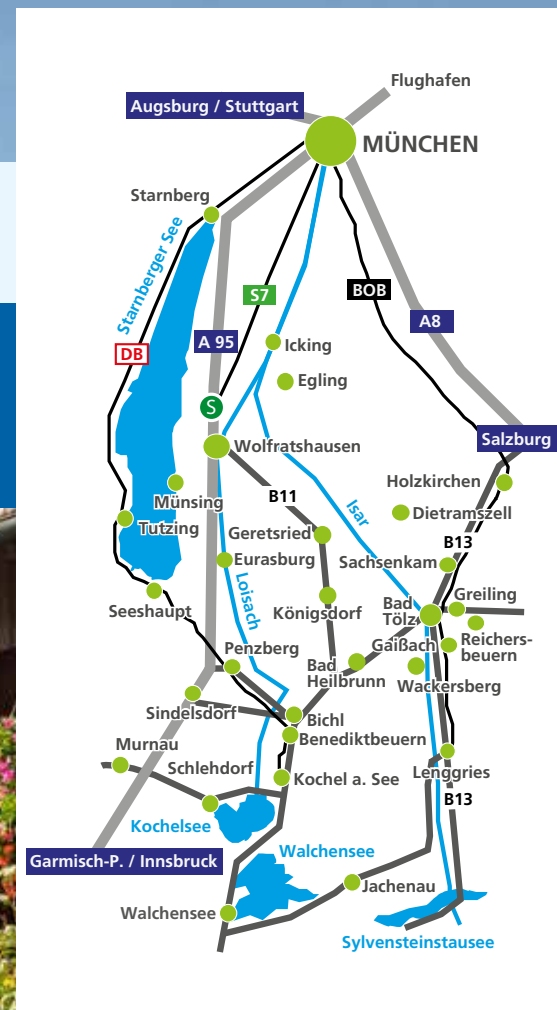 Flughafen
Augsburg / Stuttgart
MÜNCHEN
Starnberg
Starnberger See
S7
BOB
A8
DB
A 95
Icking
Egling
S
Salzburg
Wolfratshausen
Holzkirchen
Münsing
B11
Isar
Dietramszell
Tutzing
Geretsried
B13
Eurasburg
Sachsenkam
Loisach
Seeshaupt
Königsdorf
Bad
Tölz
Greiling
Gaißach
Reichers-
beuern
Penzberg
Bad
Heilbrunn
Wackersberg
Sindelsdorf
Bichl
Murnau
Benediktbeuern
Schlehdorf
Kochel a. See
Lenggries
B13
Kochelsee
Walchensee
Garmisch-P. / Innsbruck
Jachenau
Walchensee
Sylvensteinstausee